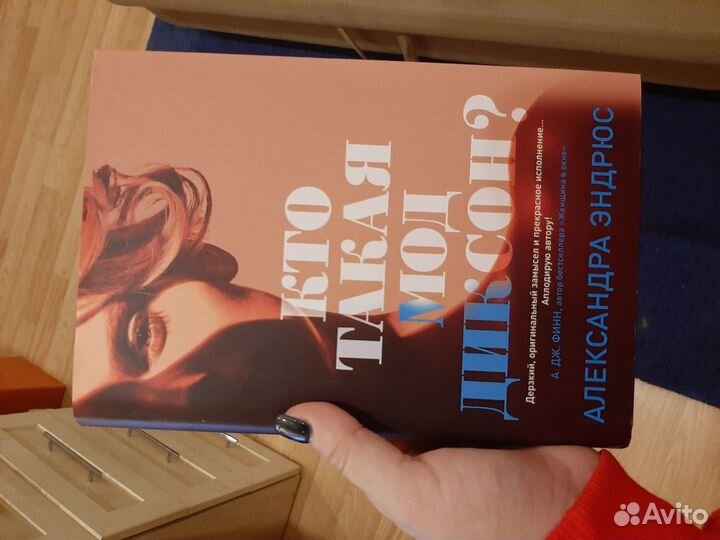 КТО
ТАКАЯ
МОД
ДИКСОН?
Дерзкий, оригинальный замысел и прекрасное исполнение...
Аплодирую автору!
А. ДЖ. ФИНН, автор бестселлера «Женщина в окне»
АЛЕКСАНДРА ЭНДРЮС
Avito